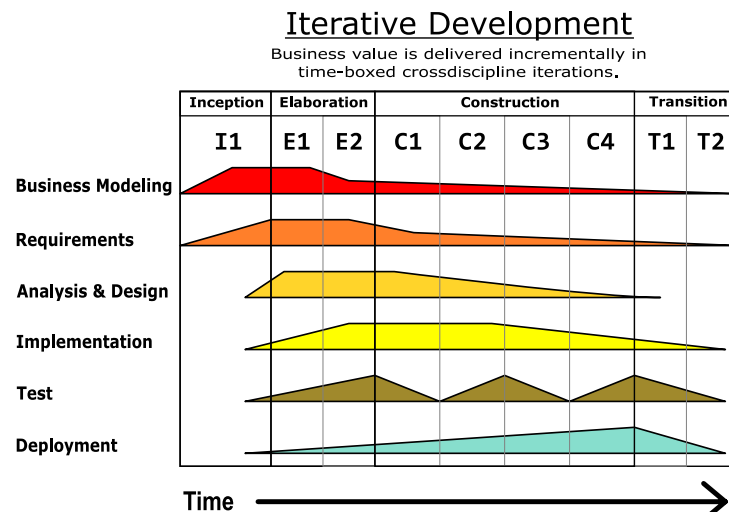 Iterative Development
Business value is delivered incrementally in
time-boxed crossdiscipline iterations.
Inception Elaboration Construction Transition
I1 E1 E2 C1 C2 C3 C4 T1 T2
Business Modeling
Requirements
Analysis & Design
Implementation
Test
Deployment
Time